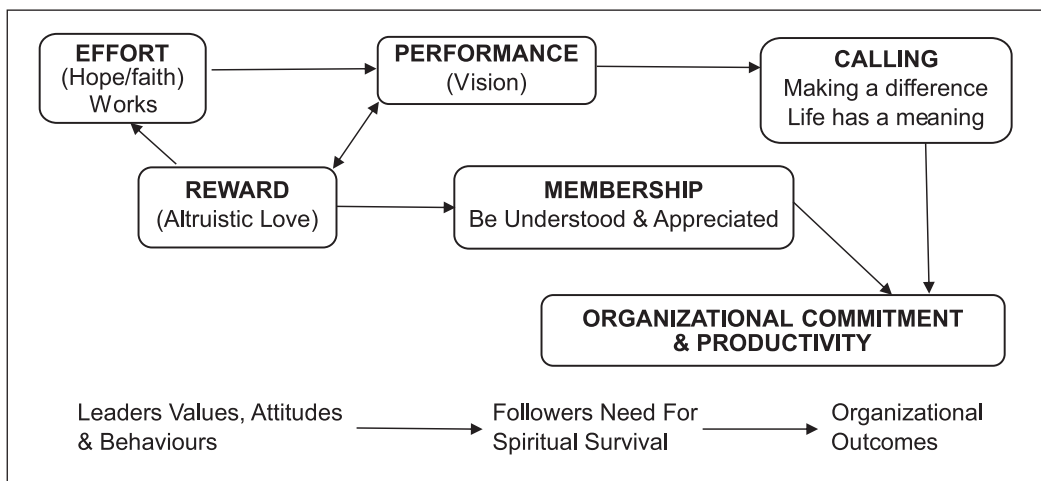 EFFORT
(Hope/faith)
Works
PERFORMANCE
(Vision)
CALLING
Making a difference
Life has a meaning
REWARD
(Altruistic Love)
MEMBERSHIP
Be Understood & Appreciated
ORGANIZATIONAL COMMITMENT
& PRODUCTIVITY
Leaders Values, Attitudes
& Behaviours
Followers Need For
Spiritual Survival
Organizational
Outcomes